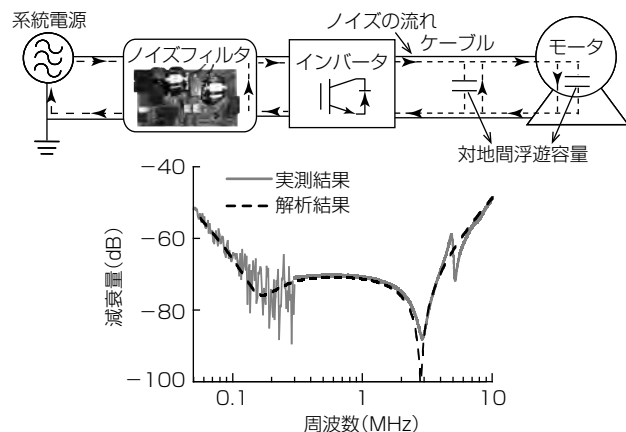 系統電源
ノイズの流れ
ケーブル
モータ
ノイズフィルタ
インバータ
対地間浮遊容量
実測結果
解析結果
減衰量(dB)
−40
−60
−80
−100
0.1
1
10
周波数(MHz)